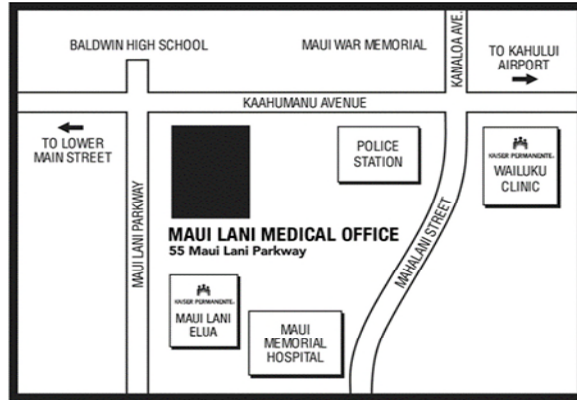 BALDWIN HIGH SCHOOL
MAUI WAR MEMORIAL
KANALOA AVE.
TO KAHULUI
AIRPORT
KAAHUMANU AVENUE
TO LOWER
MAIN STREET
POLICE
STATION
KAISER PERMANENTE®
WAILUKU
CLINIC
MAUI LANI PARKWAY
MAUI LANI MEDICAL OFFICE
55 Maui Lani Parkway
MAHALANI STREET
KAISER PERMANENTE®
MAUI LANI
ELUA
MAUI
MEMORIAL
HOSPITAL